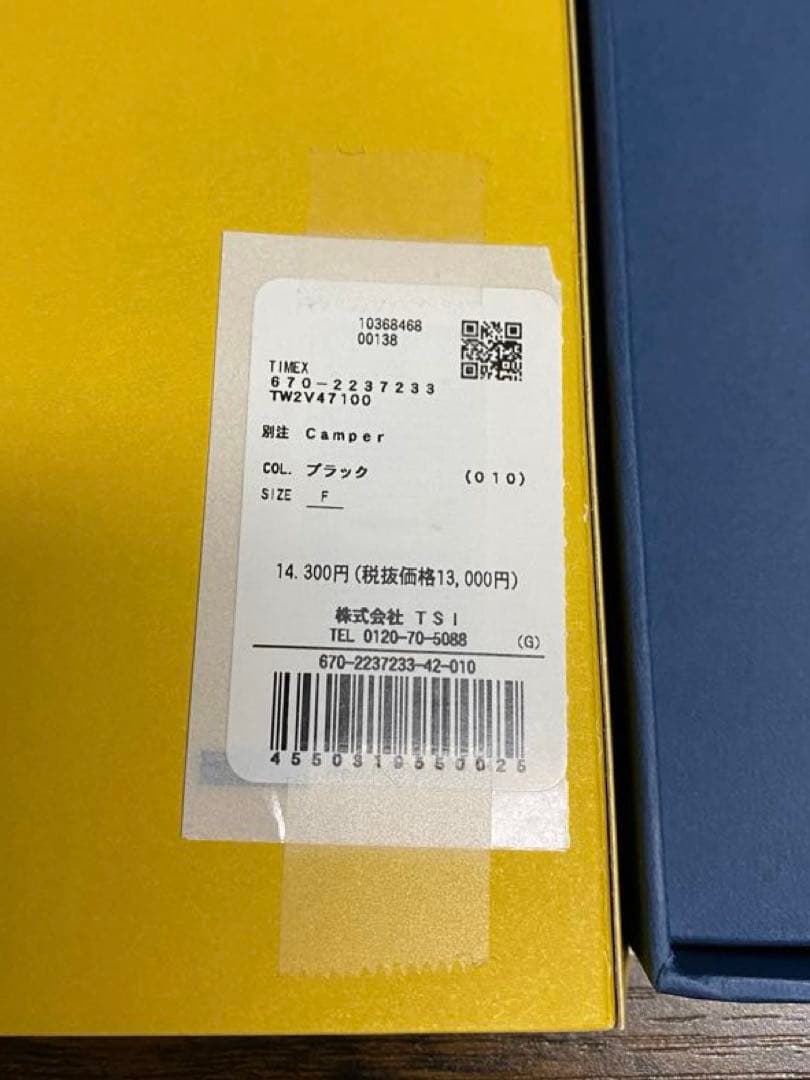 10368468
00138
TIMEX
670-2237233
TW2V47100
別注 Camper
COL. ブラック (010)
SIZE F
14.300円(税抜価格13,000円)
株式会社 TSI
TEL 0120-70-5088 (G)
670-2237233-42-010
4550319550025